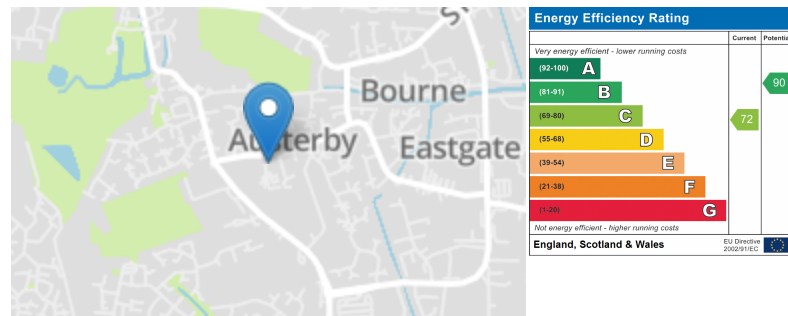 Bourne
Austerby
Eastgate
Energy Efficiency Rating
Current
Very energy efficient - lower running costs
(92-100) A
(81-91) B
(69-80) C
(55-68) D
(39-54) E
(21-38) F
(1-20) G
90
72
Not energy efficient - higher running costs
England, Scotland & Wales
EU Directive
2002/91/EC